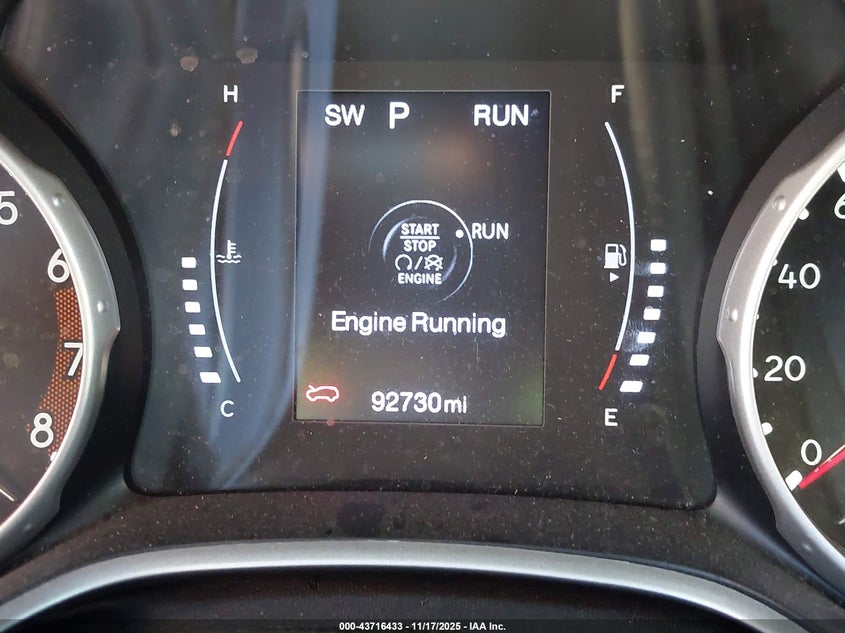 H
F
SW P RUN
START
STOP
RUN
ENGINE
Engine Running
92730mi
C
E
5
6
7
8
6
40
20
0
000-43716433 - 11/17/2025 - IAA Inc.